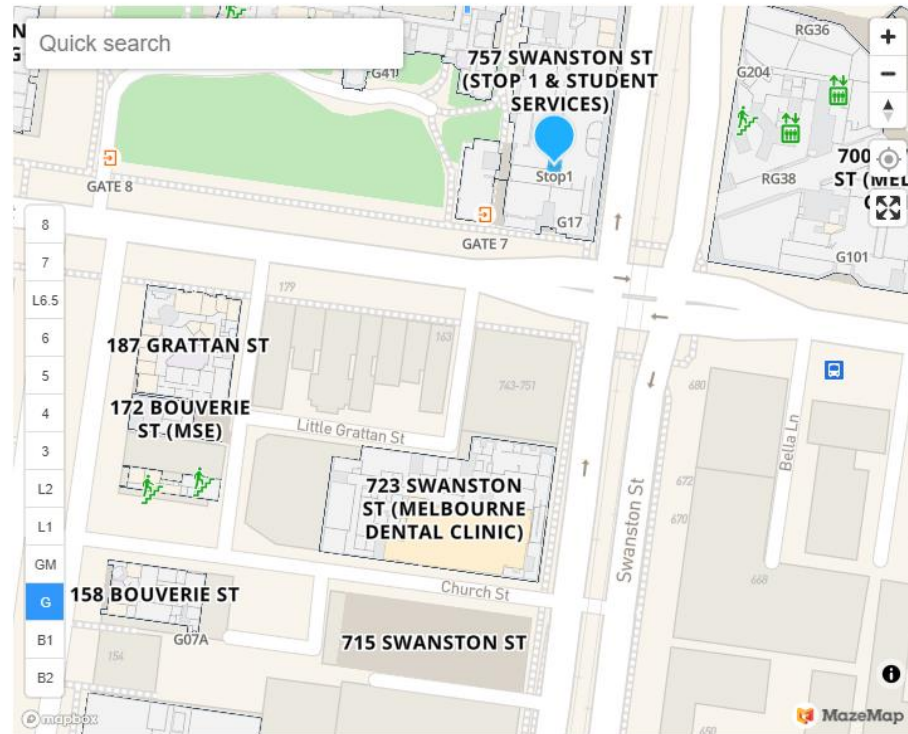 Quick search
G41
757 SWANSTON ST
(STOP 1 & STUDENT
SERVICES)
Stop1
G17
RG36
G204
RG38
G101
GATE 8
GATE 7
8
7
L6.5
6
5
4
3
L2
L1
GM
G
B1
B2
179
163
743-751
187 GRATTAN ST
172 BOUVERIE
ST (MSE)
Little Grattan St
723 SWANSTON
ST (MELBOURNE
DENTAL CLINIC)
Swanston St
680
672
670
668
Bella Ln
Church St
158 BOUVERIE ST
G07A
154
715 SWANSTON ST
mapbox
MazeMap